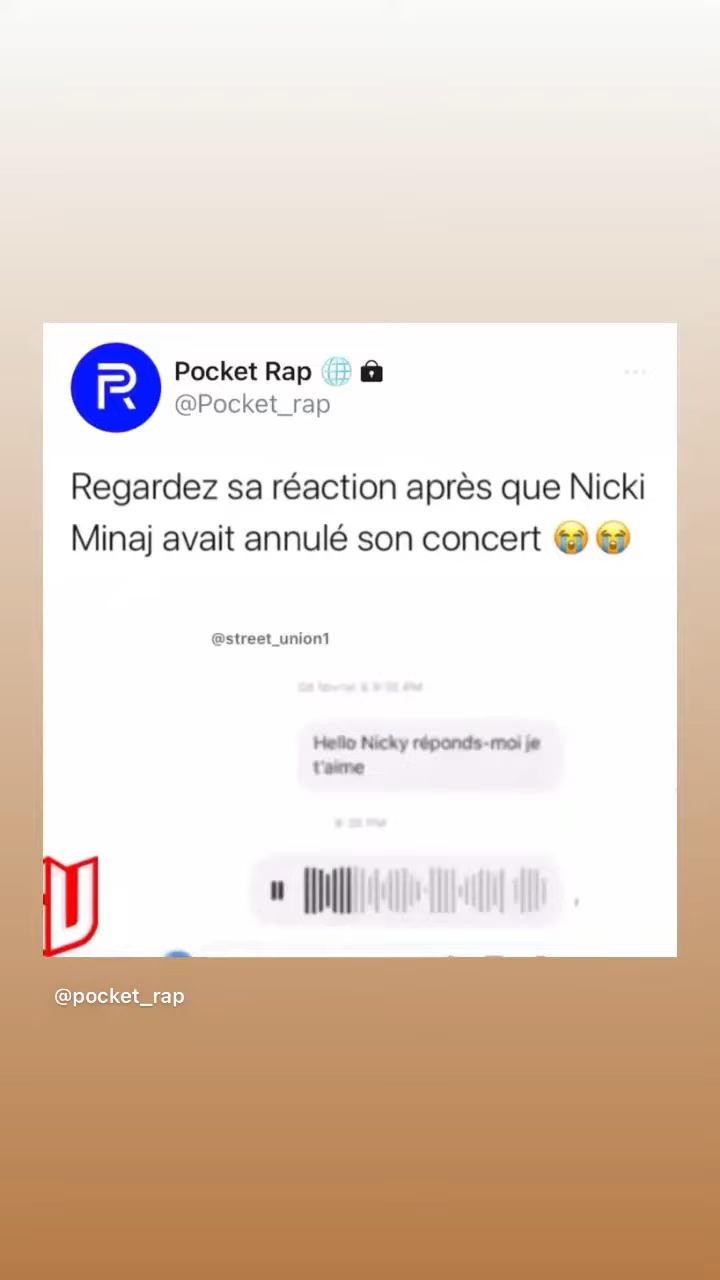 Pocket Rap
@Pocket_rap
Regardez sa réaction après que Nicki
Minaj avait annulé son concert 😭😭
@street_union1
Hello Nicky réponds-moi je
t'aime
@pocket_rap